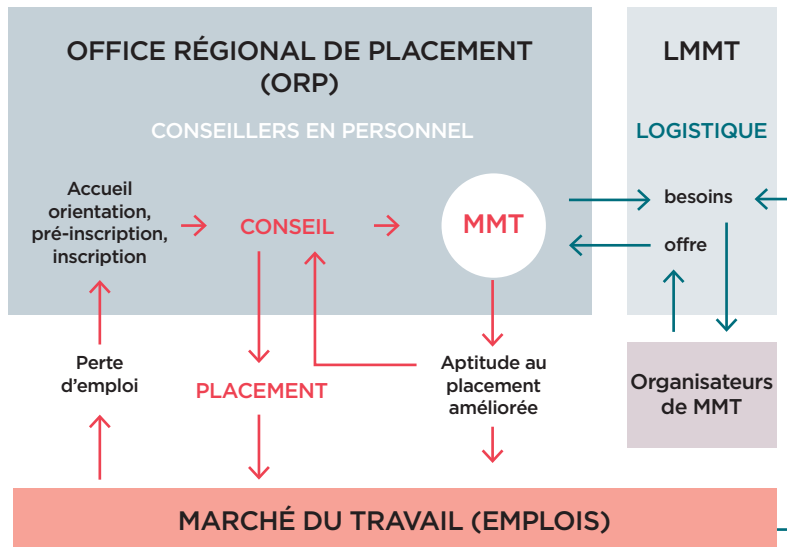 OFFICE RÉGIONAL DE PLACEMENT
(ORP)
CONSEILLERS EN PERSONNEL
Accueil
orientation,
pré-inscription,
inscription
CONSEIL
MMT
Perte
d'emploi
PLACEMENT
Aptitude au
placement
améliorée
LMMT
LOGISTIQUE
besoins
offre
Organisateurs
de MMT
MARCHÉ DU TRAVAIL (EMPLOIS)